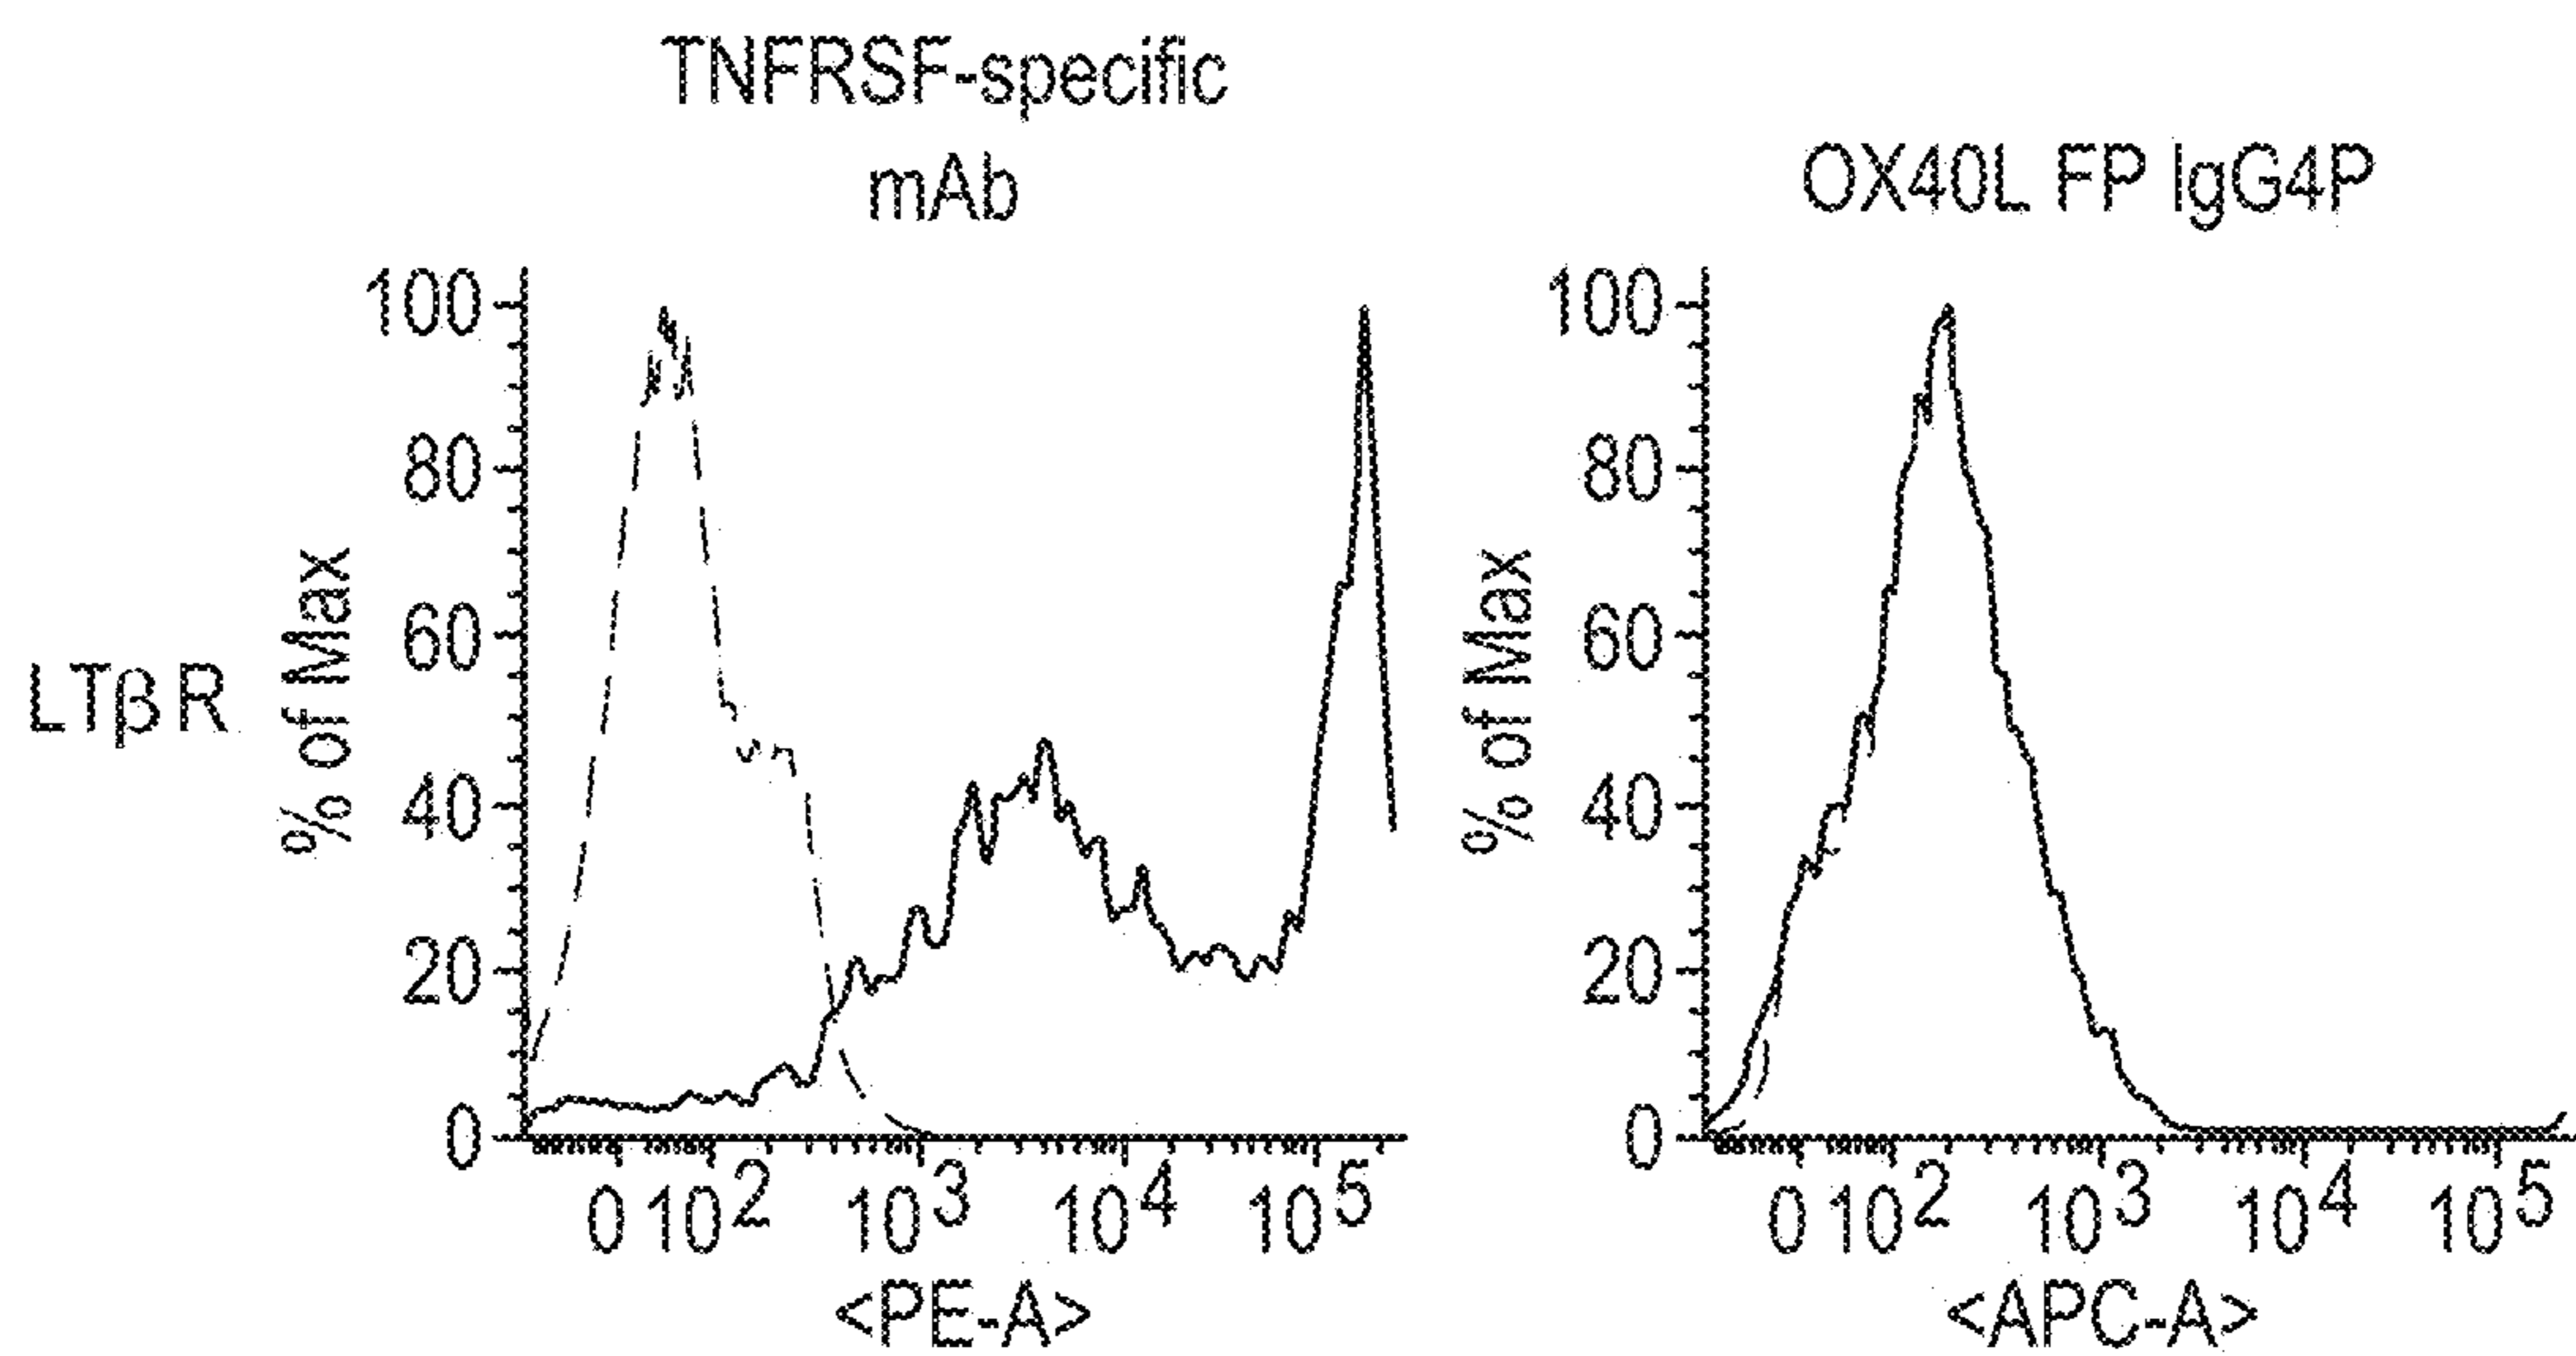 TNFRSF-specific
mAb
OX40L FP IgG4P
LTβR
% of Max
100
80
60
40
20
0
0 10^2 10^3 10^4 10^5
<PE-A>
% of Max
100
80
60
40
20
0
0 10^2 10^3 10^4 10^5
<APC-A>